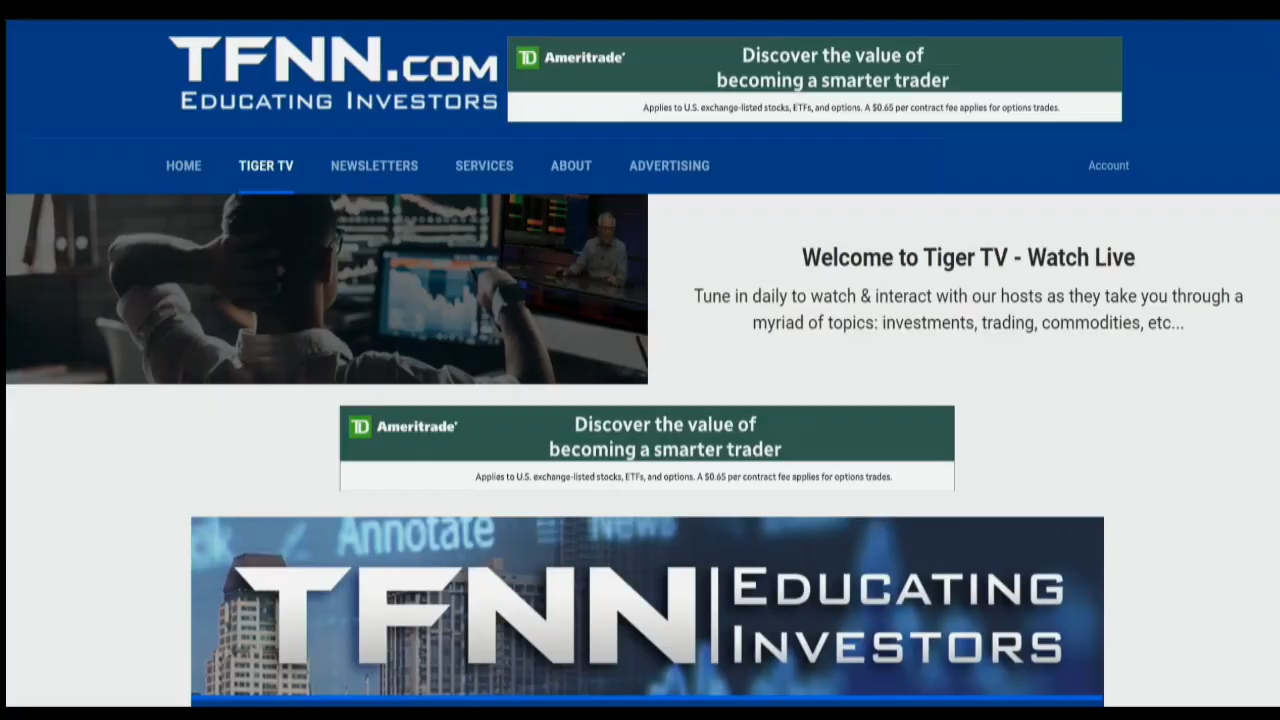 TFNN.COM
EDUCATING INVESTORS
TD Ameritrade
Discover the value of
becoming a smarter trader
Applies to U.S. exchange-listed stocks, ETFs, and options. A $0.65 per contract fee applies for options trades.
HOME TIGER TV NEWSLETTERS SERVICES ABOUT ADVERTISING Account
Welcome to Tiger TV - Watch Live
Tune in daily to watch & interact with our hosts as they take you through a
myriad of topics: investments, trading, commodities, etc...
TD Ameritrade
Discover the value of
becoming a smarter trader
Applies to U.S. exchange-listed stocks, ETFs, and options. A $0.65 per contract fee applies for options trades.
Annotate News
TFNN EDUCATING
INVESTORS